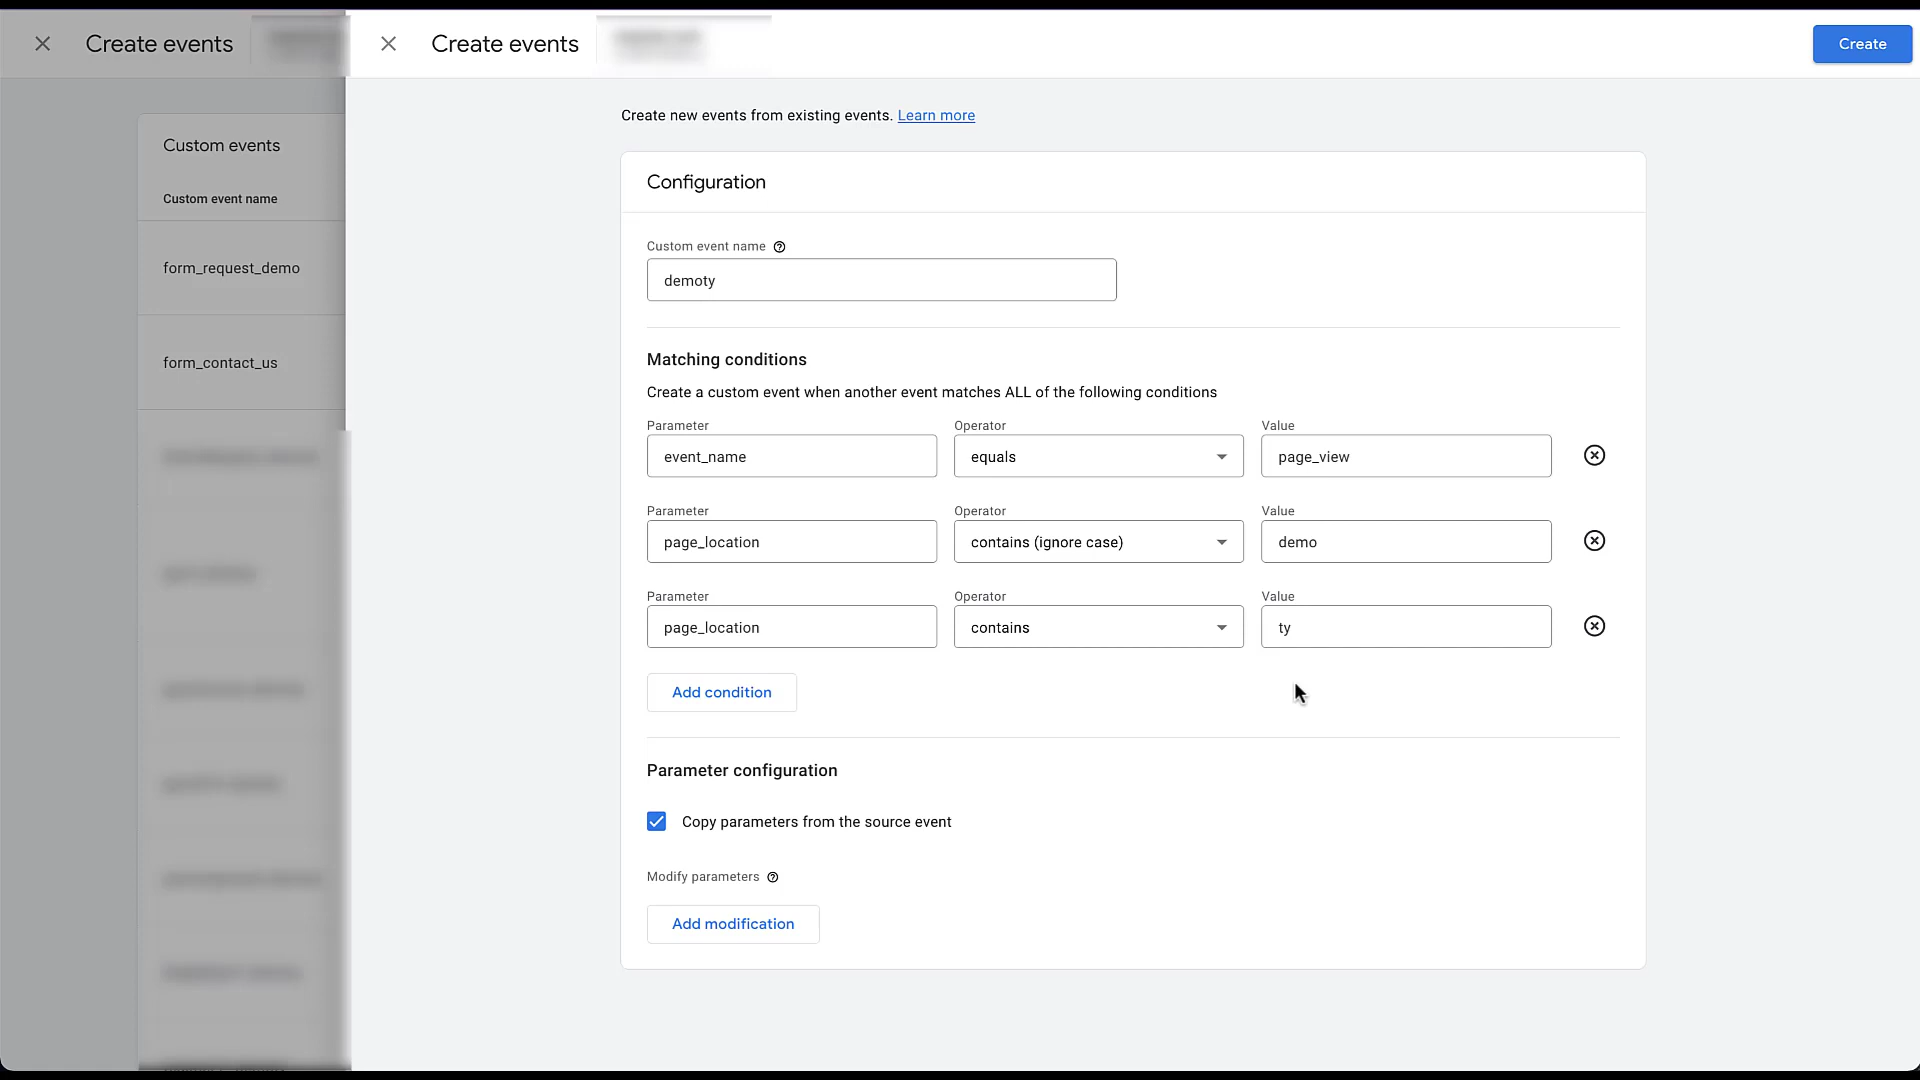 Create events
Create events
Create
Custom events
Custom event name
form_request_demo
form_contact_us
Create new events from existing events. Learn more
Configuration
Custom event name
demoty
Matching conditions
Create a custom event when another event matches ALL of the following conditions
Parameter Operator Value
event_name equals page_view
Parameter Operator Value
page_location contains (ignore case) demo
Parameter Operator Value
page_location contains ty
Add condition
Parameter configuration
Copy parameters from the source event
Modify parameters
Add modification